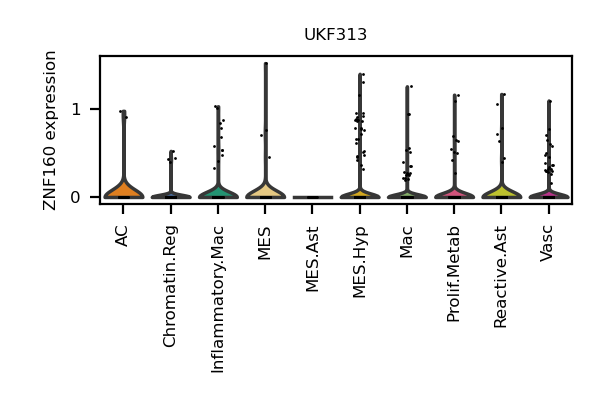 UKF313
ZNF160 expression
1
0
AC
Chromatin.Reg
Inflammatory.Mac
MES
MES.Ast
MES.Hyp
Mac
Prolif.Metab
Reactive.Ast
Vasc